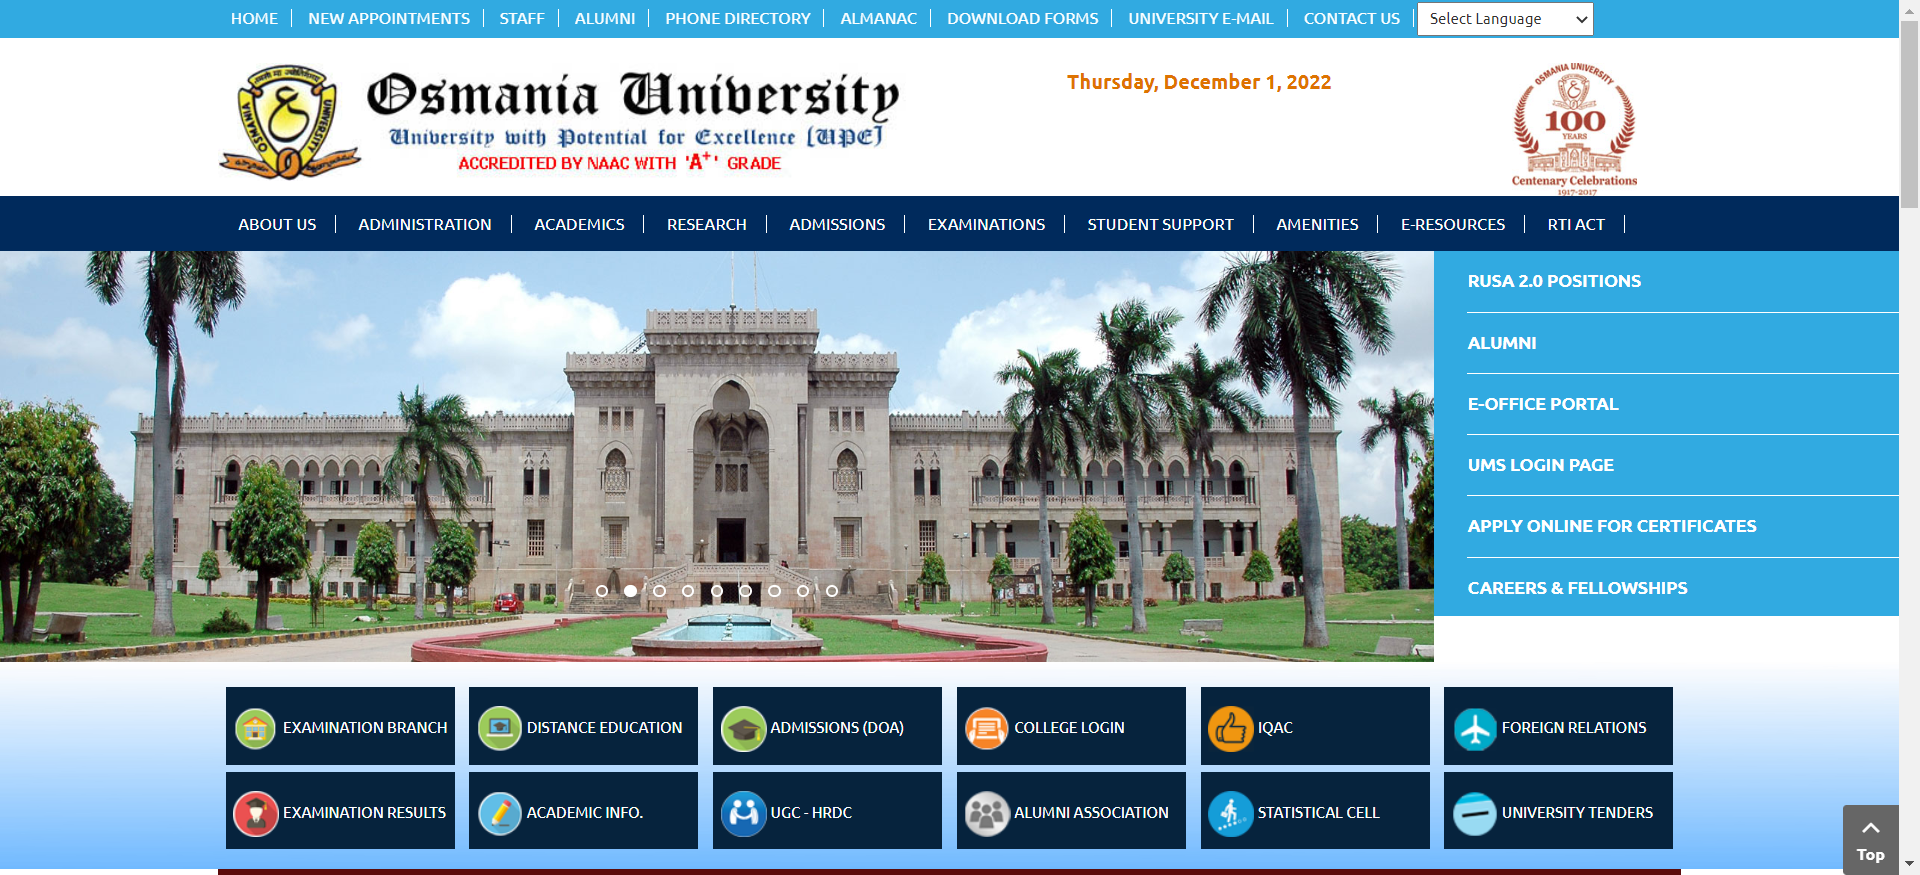 HOME NEW APPOINTMENTS STAFF ALUMNI PHONE DIRECTORY ALMANAC DOWNLOAD FORMS UNIVERSITY E-MAIL CONTACT US Select Language
Osmania University
University with Potential for Excellence [UPE]
ACCREDITED BY NAAC WITH 'A+' GRADE
OSMANIA UNIVERSITY
Thursday, December 1, 2022
OSMANIA UNIVERSITY
100
YEARS
Centenary Celebrations
1917-2017
ABOUT US ADMINISTRATION ACADEMICS RESEARCH ADMISSIONS EXAMINATIONS STUDENT SUPPORT AMENITIES E-RESOURCES RTI ACT
RUSA 2.0 POSITIONS
ALUMNI
E-OFFICE PORTAL
UMS LOGIN PAGE
APPLY ONLINE FOR CERTIFICATES
CAREERS & FELLOWSHIPS
EXAMINATION BRANCH DISTANCE EDUCATION ADMISSIONS (DOA) COLLEGE LOGIN IQAC FOREIGN RELATIONS
EXAMINATION RESULTS ACADEMIC INFO. UGC - HRDC ALUMNI ASSOCIATION STATISTICAL CELL UNIVERSITY TENDERS
Top